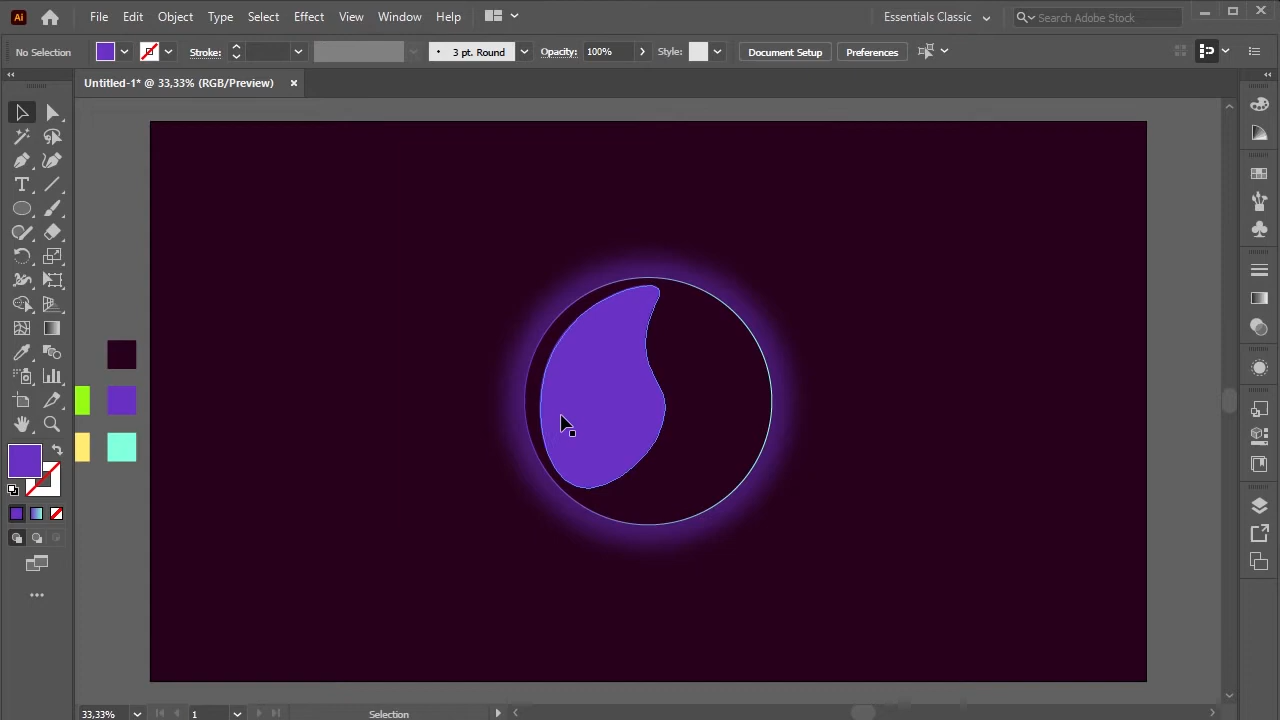 Ai File Edit Object Type Select Effect View Window Help Essentials Classic Search Adobe Stock
No Selection Stroke: 3 pt. Round Opacity: 100% Style: Document Setup Preferences
Untitled-1* @ 33,33% (RGB/Preview)
33,33% 1 Selection